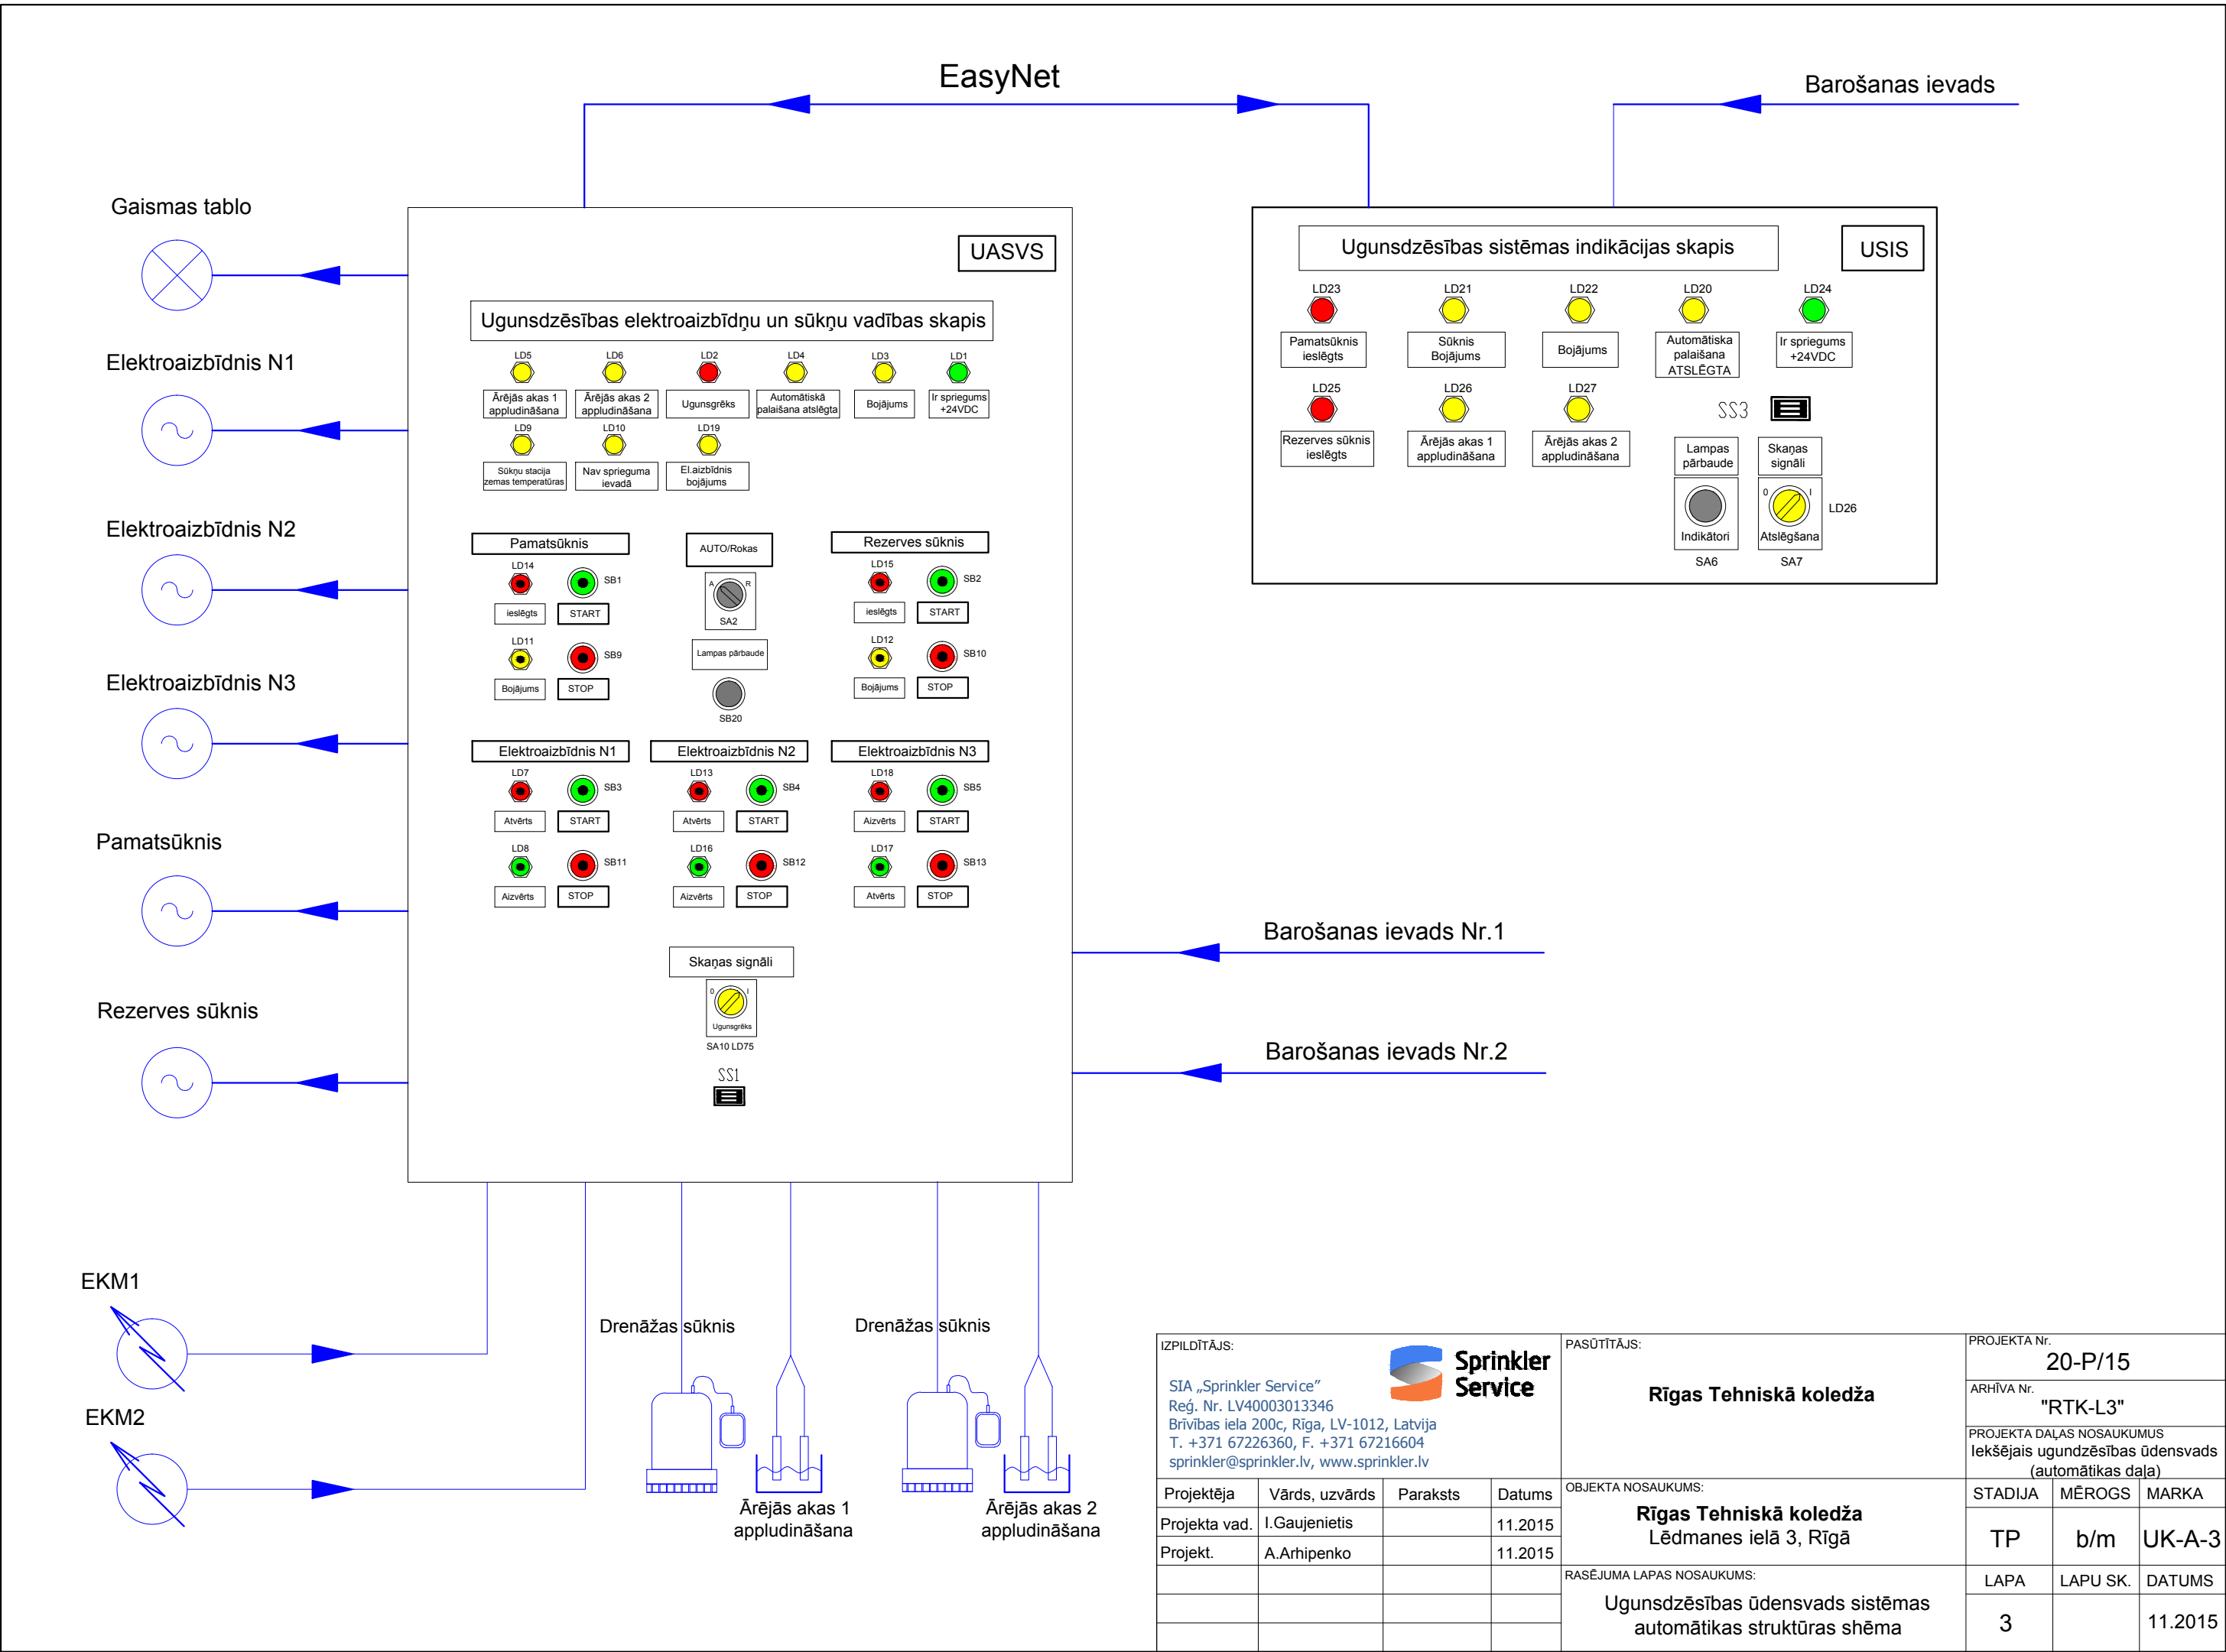 EasyNet
Barošanas ievads
Gaismas tablo
Elektroaizbīdnis N1
Elektroaizbīdnis N2
Elektroaizbīdnis N3
Pamatsūknis
Rezerves sūknis
UASVS
Ugunsdzēsības elektroaizbīdņu un sūkņu vadības skapis
LD5
LD6
LD2
LD4
LD3
LD1
Ārējās akas 1
appludināšana
Ārējās akas 2
appludināšana
Ugunsgrēks
Automātiskā
palaišana atslēgta
Bojājums
Ir spriegums
+24VDC
LD9
LD10
LD19
Sūkņu stacija
zemas temperatūras
Nav sprieguma
ievadā
El.aizbīdnis
bojājums
Pamatsūknis
LD14
SB1
ieslēgts
START
LD11
SB9
Bojājums
STOP
AUTO/Rokas
A
R
SA2
Lampas pārbaude
SB20
Rezerves sūknis
LD15
SB2
ieslēgts
START
LD12
SB10
Bojājums
STOP
Elektroaizbīdnis N1
LD7
SB3
Atvērts
START
LD8
SB11
Aizvērts
STOP
Elektroaizbīdnis N2
LD13
SB4
Atvērts
START
LD16
SB12
Aizvērts
STOP
Elektroaizbīdnis N3
LD18
SB5
Aizvērts
START
LD17
SB13
Atvērts
STOP
Skaņas signāli
0
I
Ugunsgrēks
SA10 LD75
SS1
Ugunsdzēsības sistēmas indikācijas skapis
USIS
LD23
LD21
LD22
LD20
LD24
Pamatsūknis
ieslēgts
Sūknis
Bojājums
Bojājums
Automātiska
palaišana
ATSLĒGTA
Ir spriegums
+24VDC
LD25
LD26
LD27
SS3
Rezerves sūknis
ieslēgts
Ārējās akas 1
appludināšana
Ārējās akas 2
appludināšana
Lampas
pārbaude
Indikātori
SA6
Skaņas
signāli
0
I
LD26
Atslēgšana
SA7
Barošanas ievads Nr.1
Barošanas ievads Nr.2
EKM1
EKM2
Drenāžas sūknis
Drenāžas sūknis
Ārējās akas 1
appludināšana
Ārējās akas 2
appludināšana
IZPILDĪTĀJS:
Sprinkler
Service
SIA „Sprinkler Service”
Reģ. Nr. LV40003013346
Brīvības iela 200c, Rīga, LV-1012, Latvija
T. +371 67226360, F. +371 67216604
sprinkler@sprinkler.lv, www.sprinkler.lv
PASŪTĪTĀJS:
Rīgas Tehniskā koledža
PROJEKTA Nr.
20-P/15
ARHĪVA Nr.
"RTK-L3"
PROJEKTA DAĻAS NOSAUKUMUS
Iekšējais ugundzēsības ūdensvads
(automātikas daļa)
Projektēja
Vārds, uzvārds
Paraksts
Datums
Projekta vad.
I.Gaujenietis
11.2015
Projekt.
A.Arhipenko
11.2015
OBJEKTA NOSAUKUMS:
Rīgas Tehniskā koledža
Lēdmanes ielā 3, Rīgā
STADIJA
MĒROGS
MARKA
TP
b/m
UK-A-3
RASĒJUMA LAPAS NOSAUKUMS:
Ugunsdzēsības ūdensvads sistēmas
automātikas struktūras shēma
LAPA
LAPU SK.
DATUMS
3
11.2015